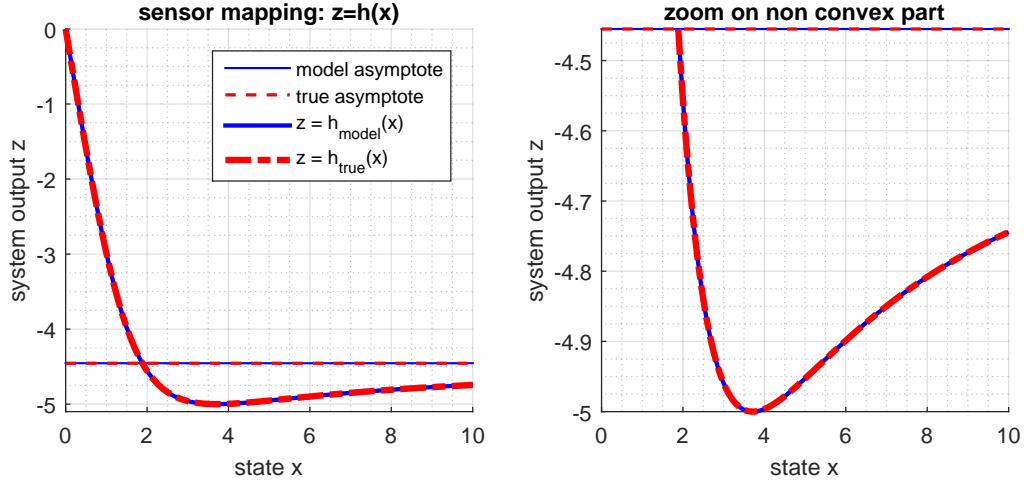 sensor mapping: z=h(x)
0
-1
-2
-3
-4
-5
system output z
model asymptote
true asymptote
z = h_model(x)
z = h_true(x)
0 2 4 6 8 10
state x
zoom on non convex part
-4.5
-4.6
-4.7
-4.8
-4.9
-5
system output z
0 2 4 6 8 10
state x